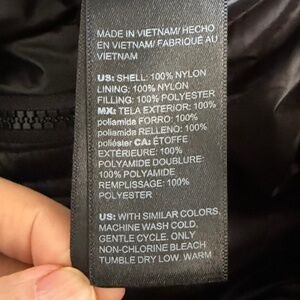 MADE IN VIETNAM/ HECHO
EN VIETNAM/ FABRIQUÉ AU
VIETNAM
US: SHELL: 100% NYLON
LINING: 100% NYLON
FILLING: 100% POLYESTER
MX: TELA EXTERIOR: 100%
poliamida FORRO: 100%
poliamida RELLENO: 100%
poliéster CA: ÉTOFFE
EXTÉRIEURE: 100%
POLYAMIDE DOUBLURE:
100% POLYAMIDE
REMPLISSAGE: 100%
POLYESTER
US: WITH SIMILAR COLORS,
MACHINE WASH COLD,
GENTLE CYCLE. ONLY
NON-CHLORINE BLEACH
TUMBLE DRY LOW. WARM